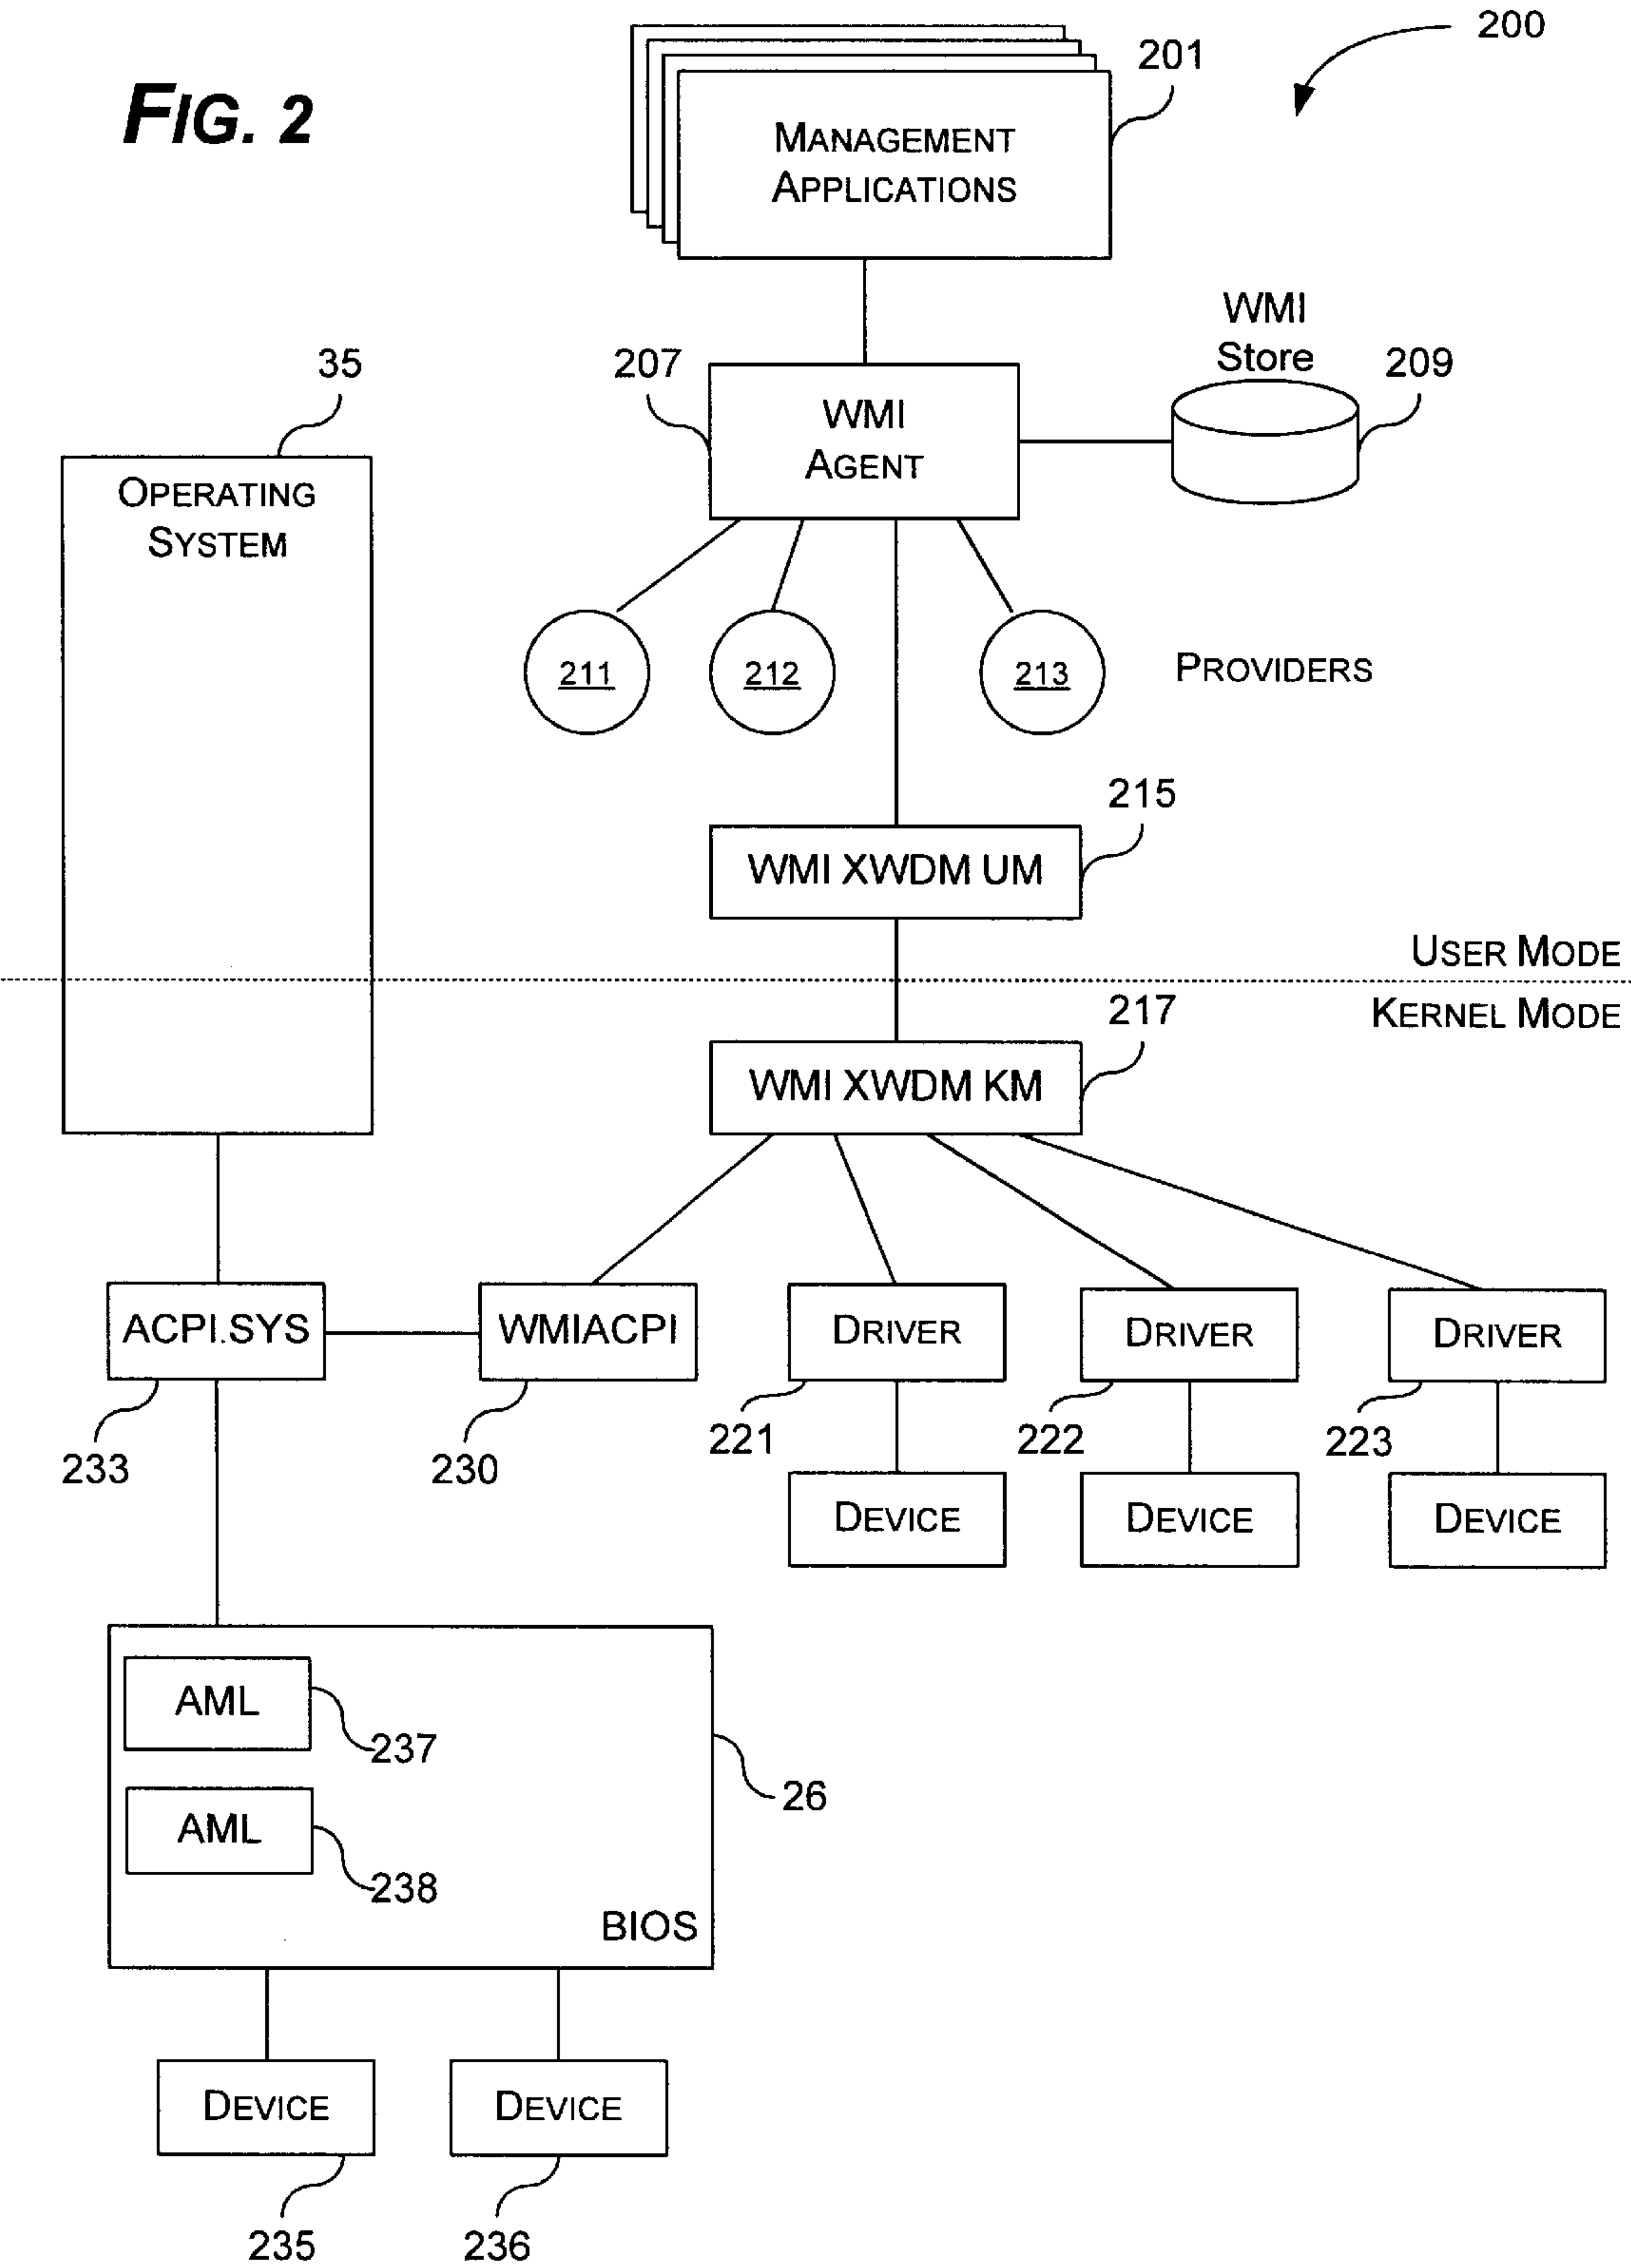 FIG. 2
200
201
MANAGEMENT
APPLICATIONS
WMI
Store
35
207
209
WMI
AGENT
OPERATING
SYSTEM
211
212
213
PROVIDERS
215
WMI XWDM UM
USER MODE
KERNEL MODE
217
WMI XWDM KM
ACPI.SYS
WMIACPI
DRIVER
DRIVER
DRIVER
233
230
221
222
223
DEVICE
DEVICE
DEVICE
AML
237
26
AML
238
BIOS
DEVICE
DEVICE
235
236